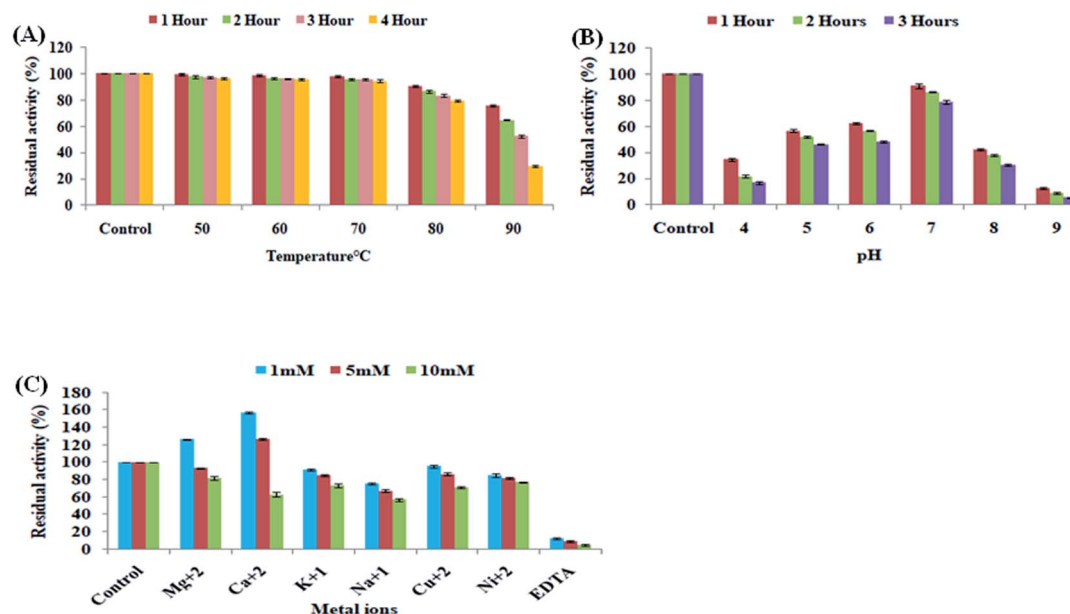 (A)
1 Hour 2 Hour 3 Hour 4 Hour
Residual activity (%)
120
100
80
60
40
20
0
Control 50 60 70 80 90
Temperature°C
(B)
1 Hour 2 Hours 3 Hours
Residual activity (%)
120
100
80
60
40
20
0
Control 4 5 6 7 8 9
pH
(C)
1mM 5mM 10mM
Residual activity (%)
180
160
140
120
100
80
60
40
20
0
Control Mg+2 Ca+2 K+1 Na+1 Cu+2 Ni+2 EDTA
Metal ions